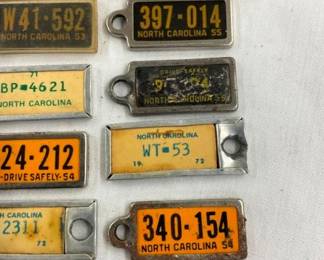 W41·592
NORTH CAROLINA 53
397·014
NORTH CAROLINA 55
71
BP 4621
NORTH CAROLINA
DRIVE-SAFELY
NORTH CAROLINA
24·212
-DRIVE SAFELY-54
NORTH CAROLINA
WT 53
19 72
CAROLINA
2311
72
340·154
NORTH CAROLINA 54